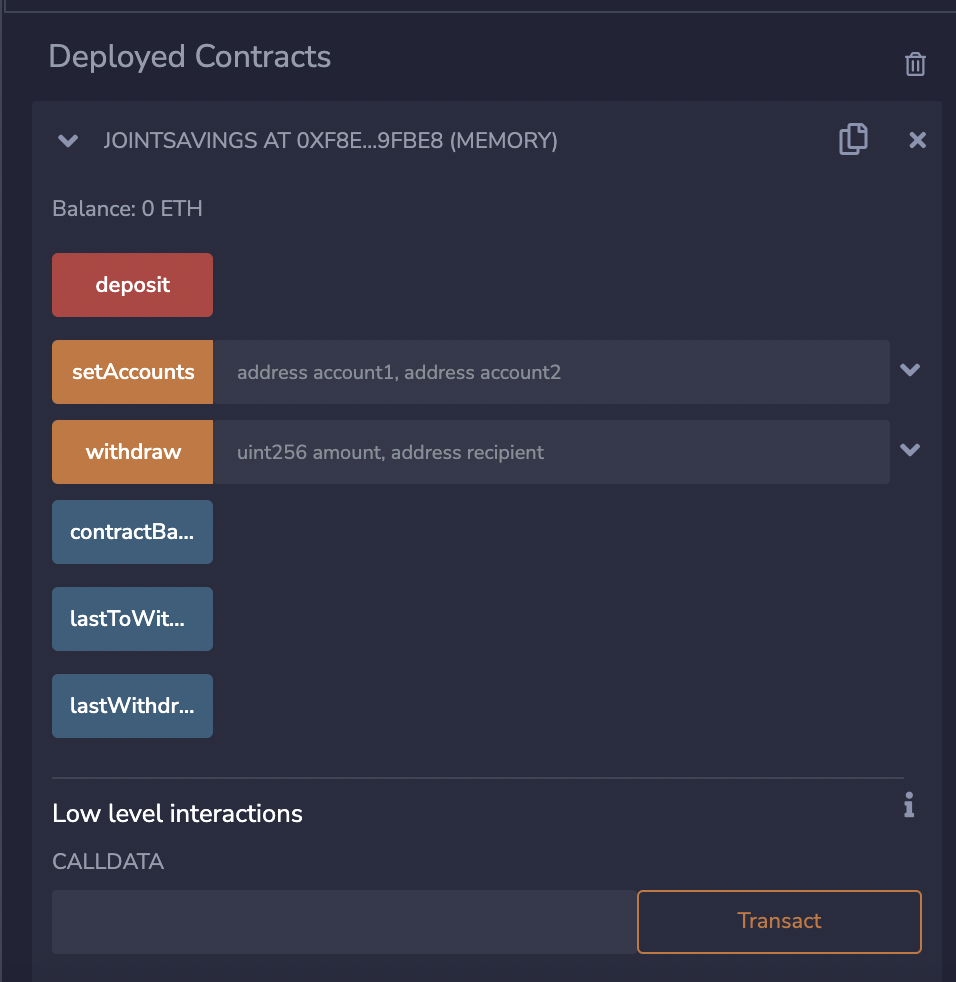 Deployed Contracts
JOINTSAVINGS AT 0XF8E...9FBE8 (MEMORY)
Balance: 0 ETH
deposit
setAccounts address account1, address account2
withdraw uint256 amount, address recipient
contractBa...
lastToWit...
lastWithdr...
Low level interactions
CALLDATA
Transact